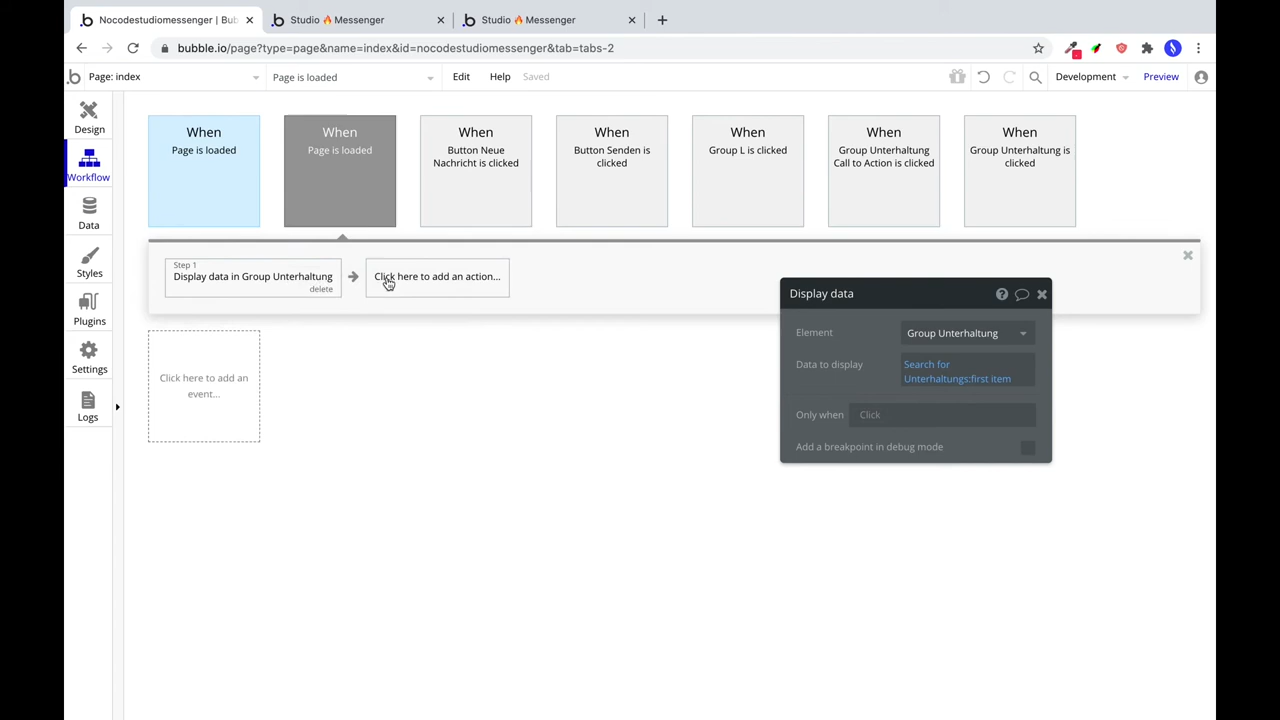 Nocodestudiomessenger | Bub
Studio 🔥 Messenger
Studio 🔥 Messenger
bubble.io/page?type=page&name=index&id=nocodestudiomessenger&tab=tabs-2
Page: index
Page is loaded
Edit
Help
Saved
Development
Preview
Design
Workflow
Data
Styles
Plugins
Settings
Logs
When
Page is loaded
When
Page is loaded
When
Button Neue
Nachricht is clicked
When
Button Senden is
clicked
When
Group L is clicked
When
Group Unterhaltung
Call to Action is clicked
When
Group Unterhaltung is
clicked
Step 1
Display data in Group Unterhaltung
delete
Click here to add an action...
Click here to add an
event...
Display data
Element
Group Unterhaltung
Data to display
Search for
Unterhaltungs:first item
Only when
Click
Add a breakpoint in debug mode